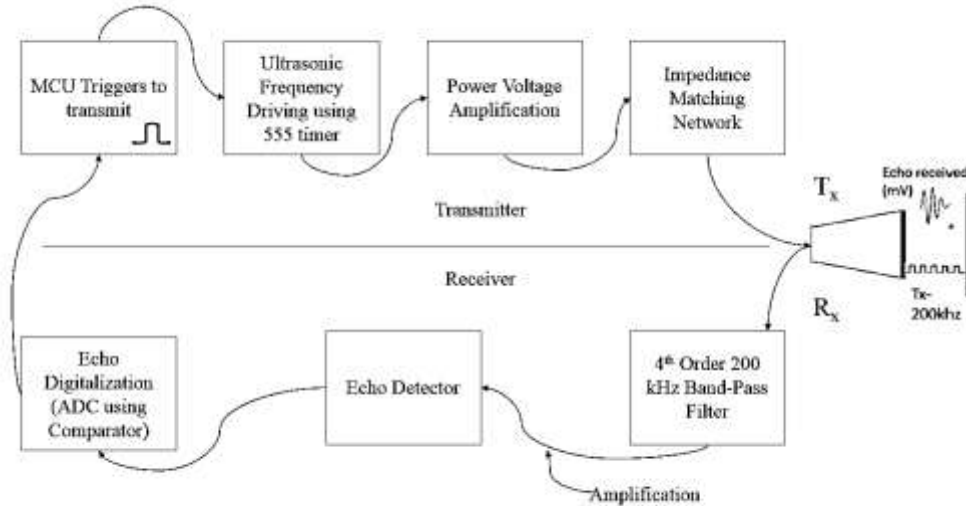 MCU Triggers to
transmit
Ultrasonic
Frequency
Driving using
555 timer
Power Voltage
Amplification
Impedance
Matching
Network
Transmitter
Tx
Echo received
(mV)
Receiver
Rx
Tx-
200khz
Echo
Digitalization
(ADC using
Comparator)
Echo Detector
4th Order 200
kHz Band-Pass
Filter
Amplification